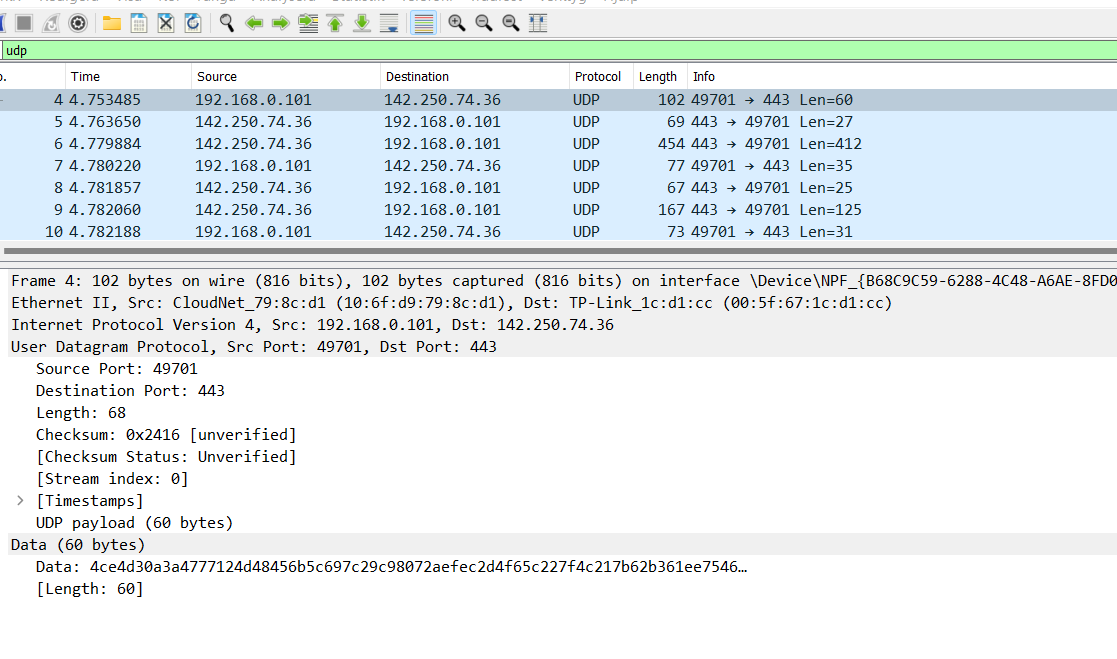 udp
Time Source Destination Protocol Length Info
4 4.753485 192.168.0.101 142.250.74.36 UDP 102 49701 → 443 Len=60
5 4.763650 142.250.74.36 192.168.0.101 UDP 69 443 → 49701 Len=27
6 4.779884 142.250.74.36 192.168.0.101 UDP 454 443 → 49701 Len=412
7 4.780220 192.168.0.101 142.250.74.36 UDP 77 49701 → 443 Len=35
8 4.781857 142.250.74.36 192.168.0.101 UDP 67 443 → 49701 Len=25
9 4.782060 142.250.74.36 192.168.0.101 UDP 167 443 → 49701 Len=125
10 4.782188 192.168.0.101 142.250.74.36 UDP 73 49701 → 443 Len=31
Frame 4: 102 bytes on wire (816 bits), 102 bytes captured (816 bits) on interface \Device\NPF_{B68C9C59-6288-4C48-A6AE-8FD0
Ethernet II, Src: CloudNet_79:8c:d1 (10:6f:d9:79:8c:d1), Dst: TP-Link_1c:d1:cc (00:5f:67:1c:d1:cc)
Internet Protocol Version 4, Src: 192.168.0.101, Dst: 142.250.74.36
User Datagram Protocol, Src Port: 49701, Dst Port: 443
Source Port: 49701
Destination Port: 443
Length: 68
Checksum: 0x2416 [unverified]
[Checksum Status: Unverified]
[Stream index: 0]
[Timestamps]
UDP payload (60 bytes)
Data (60 bytes)
Data: 4ce4d30a3a4777124d48456b5c697c29c98072aefec2d4f65c227f4c217b62b361ee7546…
[Length: 60]